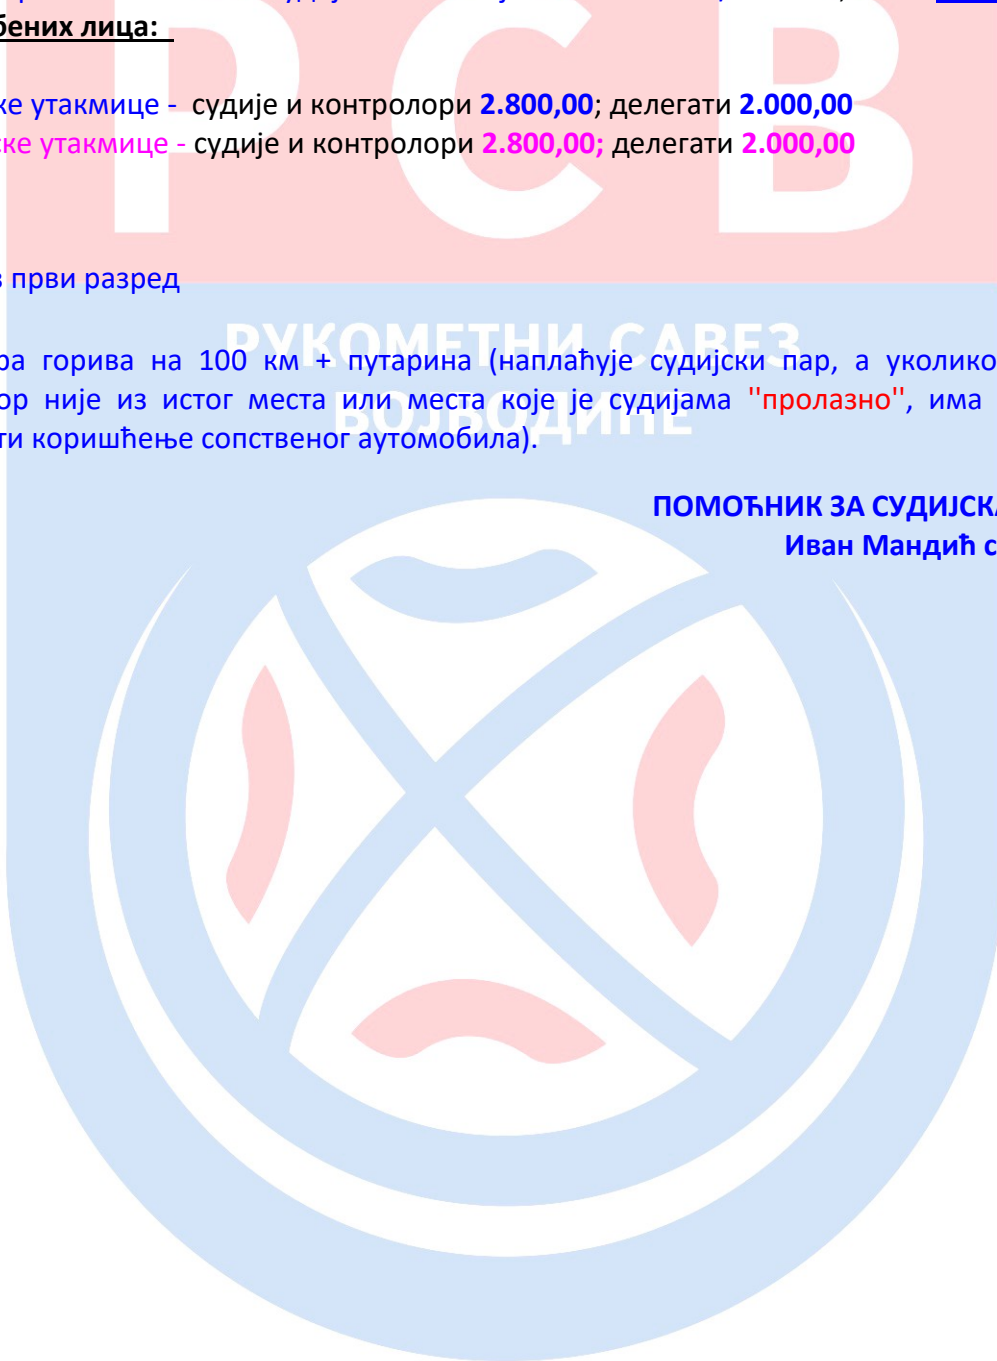 бених лица:
ке утакмице - судије и контролори 2.800,00; делегати 2.000,00
ске утакмице - судије и контролори 2.800,00; делегати 2.000,00
РСВ
з први разред
РУКОМЕТНИ САВЕЗ
ВОЈВОДИНЕ
ра горива на 100 км + путарина (наплаћује судијски пар, а уколико
ор није из истог места или места које је судијама ''пролазно'', има
ти коришћење сопственог аутомобила).
ПОМОЋНИК ЗА СУДИЈСКА
Иван Мандић с